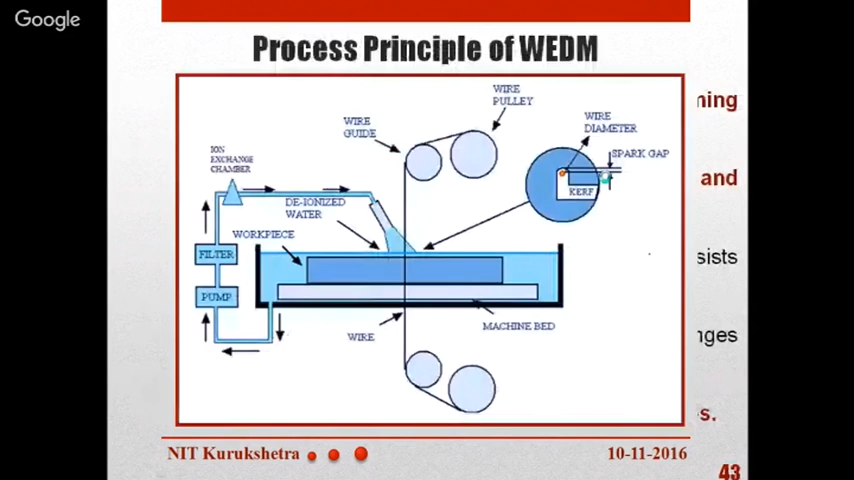 Google
Process Principle of WEDM
WIRE
PULLEY
WIRE
GUIDE
WIRE
DIAMETER
ION
EXCHANGE
CHAMBER
SPARK GAP
KERF
DE-IONIZED
WATER
WORKPIECE
FILTER
PUMP
WIRE
MACHINE BED
ning
and
sists
nges
s.
NIT Kurukshetra
10-11-2016
43